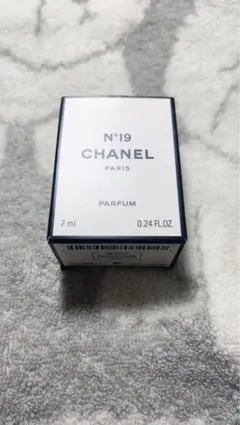 N°19
CHANEL
PARIS
PARFUM
7 ml 0.24 FL.OZ.